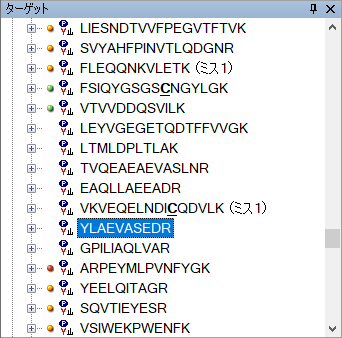 ターゲット
LIESNDTVVFPEGVTFTVK
SVYAHFPINVTLQDGNR
FLEQQNKVLETK (ミス1)
FSIQYGSGSCNGYLGK
VTVVDDQSVILK
LEYVGEGETQDTFFVVGK
LTMLDPLTLAK
TVQEAEAEVASLNR
EAQLLAEEADR
VKVEQELNDICQDVLK (ミス1)
YLAEVASEDR
GPILIAQLVAR
ARPEYMLPVNFYGK
YEELQITAGR
SQVTIEYESR
VSIWEKPWENFK